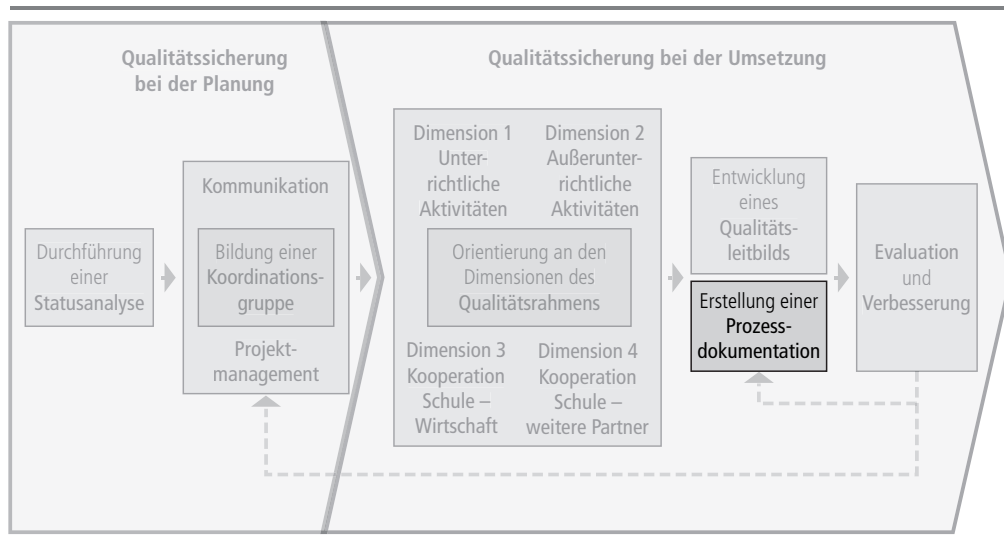 Qualitätssicherung
bei der Planung
Qualitätssicherung bei der Umsetzung
Durchführung
einer
Statusanalyse
Kommunikation
Bildung einer
Koordinations-
gruppe
Projekt-
management
Dimension 1
Unter-
richtliche
Aktivitäten
Dimension 2
Außerunter-
richtliche
Aktivitäten
Orientierung an den
Dimensionen des
Qualitätsrahmens
Dimension 3
Kooperation
Schule –
Wirtschaft
Dimension 4
Kooperation
Schule –
weitere Partner
Entwicklung
eines
Qualitäts-
leitbilds
Erstellung einer
Prozess-
dokumentation
Evaluation
und
Verbesserung